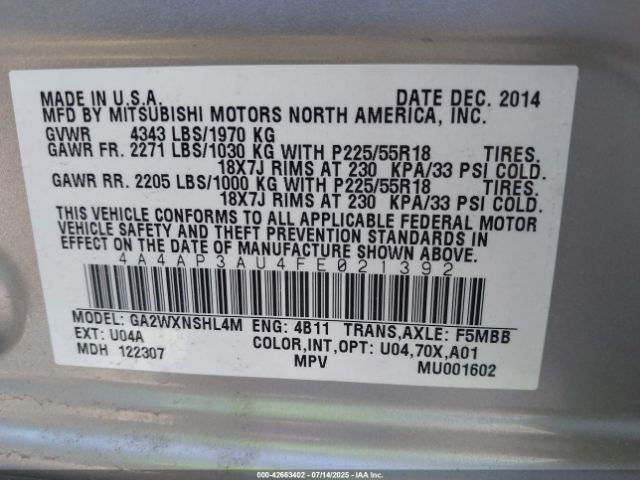 MADE IN U.S.A. DATE DEC. 2014
MFD BY MITSUBISHI MOTORS NORTH AMERICA, INC.
GVWR 4343 LBS/1970 KG
GAWR FR. 2271 LBS/1030 KG WITH P225/55R18 TIRES.
18X7J RIMS AT 230 KPA/33 PSI COLD.
GAWR RR. 2205 LBS/1000 KG WITH P225/55R18 TIRES.
18X7J RIMS AT 230 KPA/33 PSI COLD.
THIS VEHICLE CONFORMS TO ALL APPLICABLE FEDERAL MOTOR
VEHICLE SAFETY AND THEFT PREVENTION STANDARDS IN
EFFECT ON THE DATE OF MANUFACTURE SHOWN ABOVE.
4A4AP3AU4FE021392
MODEL: GA2WXNSHL4M ENG: 4B11 TRANS,AXLE: F5MBB
EXT: U04A COLOR,INT,OPT: U04,70X,A01
MDH 122307 MPV MU001602
000-42663402 - 07/14/2025 - IAA Inc.